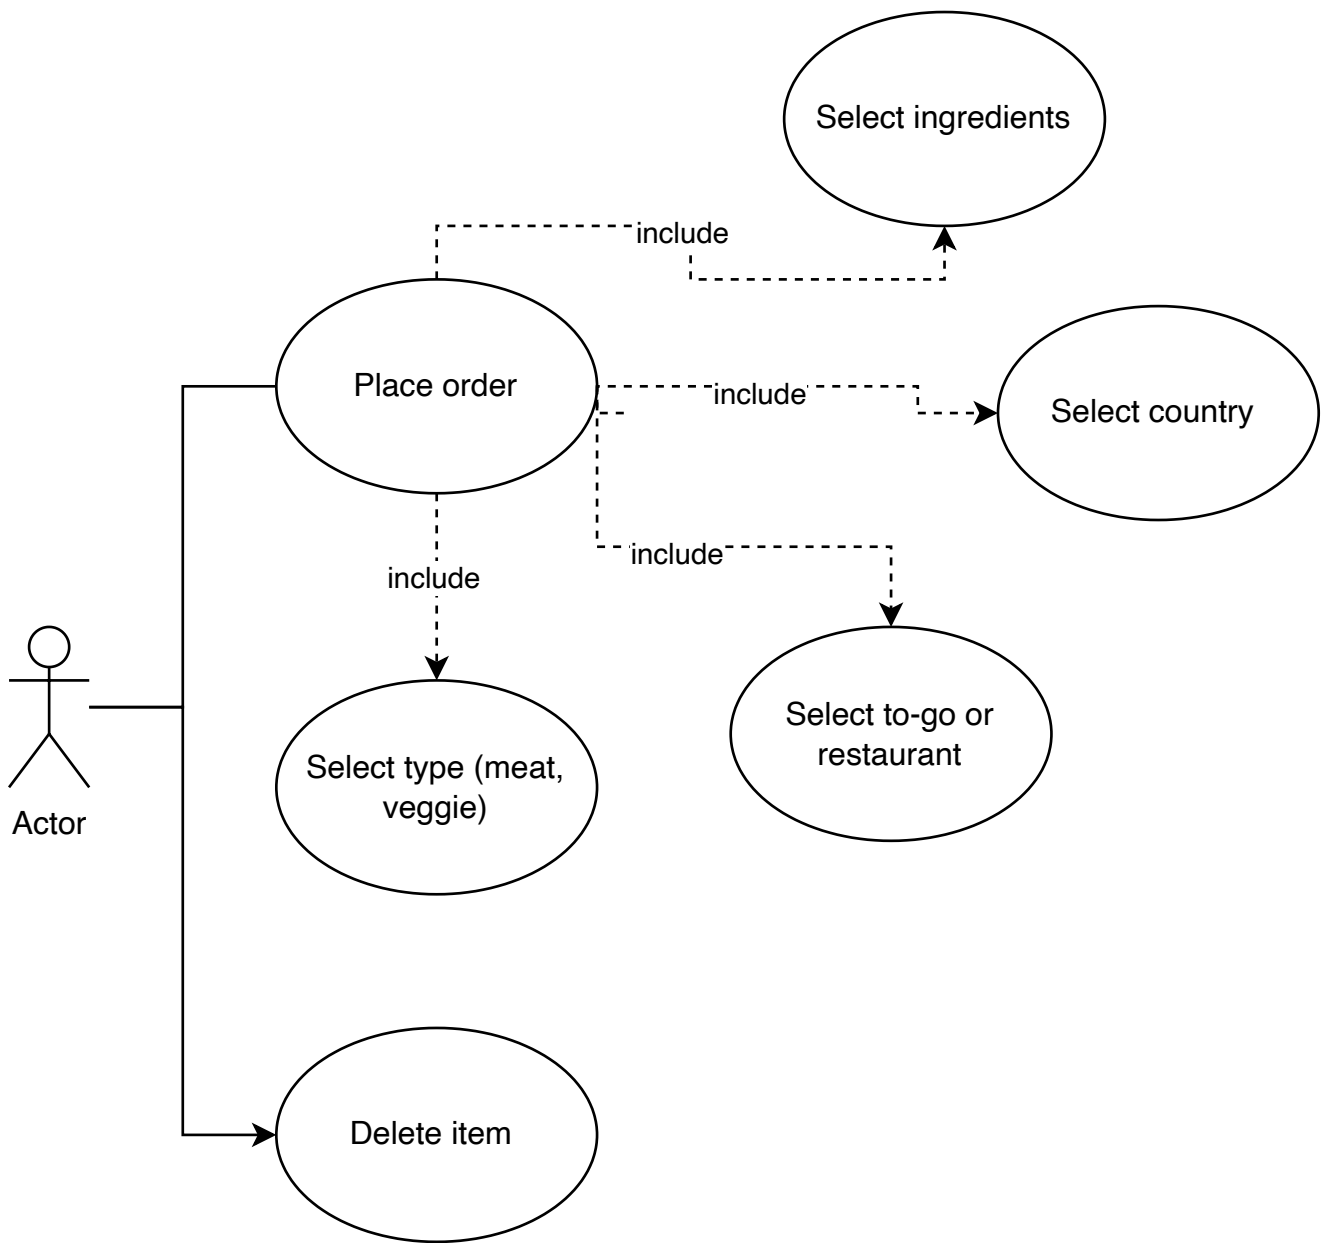 Select ingredients
include
Place order
include
Select country
include
include
Select to-go or
restaurant
Select type (meat,
veggie)
Actor
Delete item